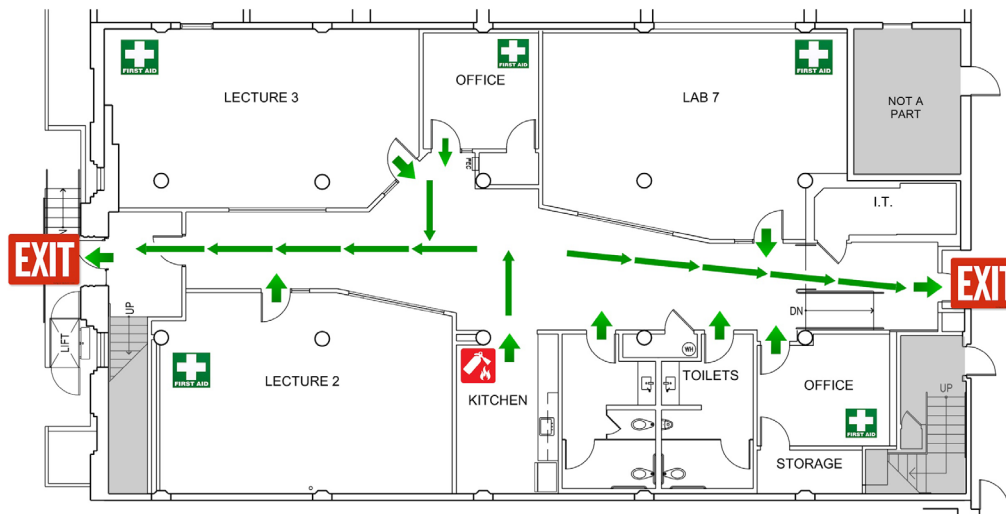 FIRST AID
LECTURE 3
FIRST AID
OFFICE
FIRST AID
LAB 7
NOT A
PART
I.T.
EXIT
EXIT
UP
LIFT
DN
WH
FIRST AID
LECTURE 2
KITCHEN
TOILETS
OFFICE
FIRST AID
STORAGE
UP